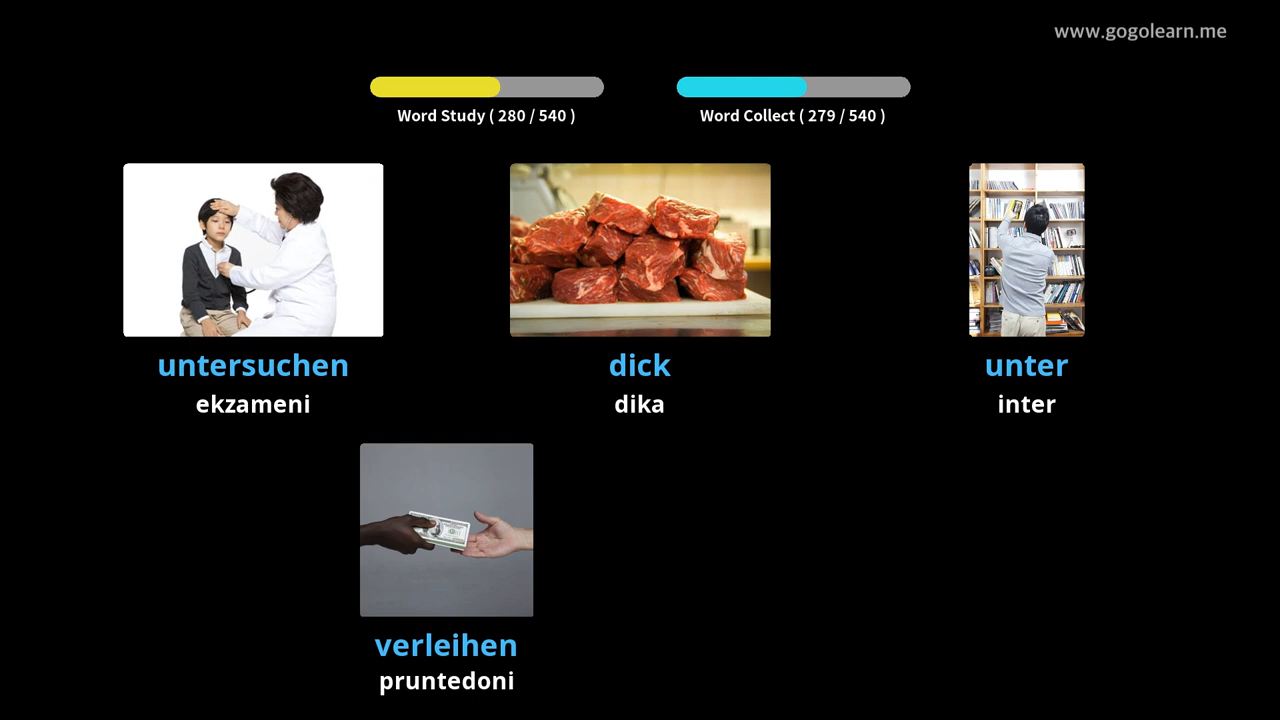 www.gogolearn.me
Word Study ( 280 / 540 )
Word Collect ( 279 / 540 )
untersuchen
ekzameni
dick
dika
unter
inter
verleihen
pruntedoni